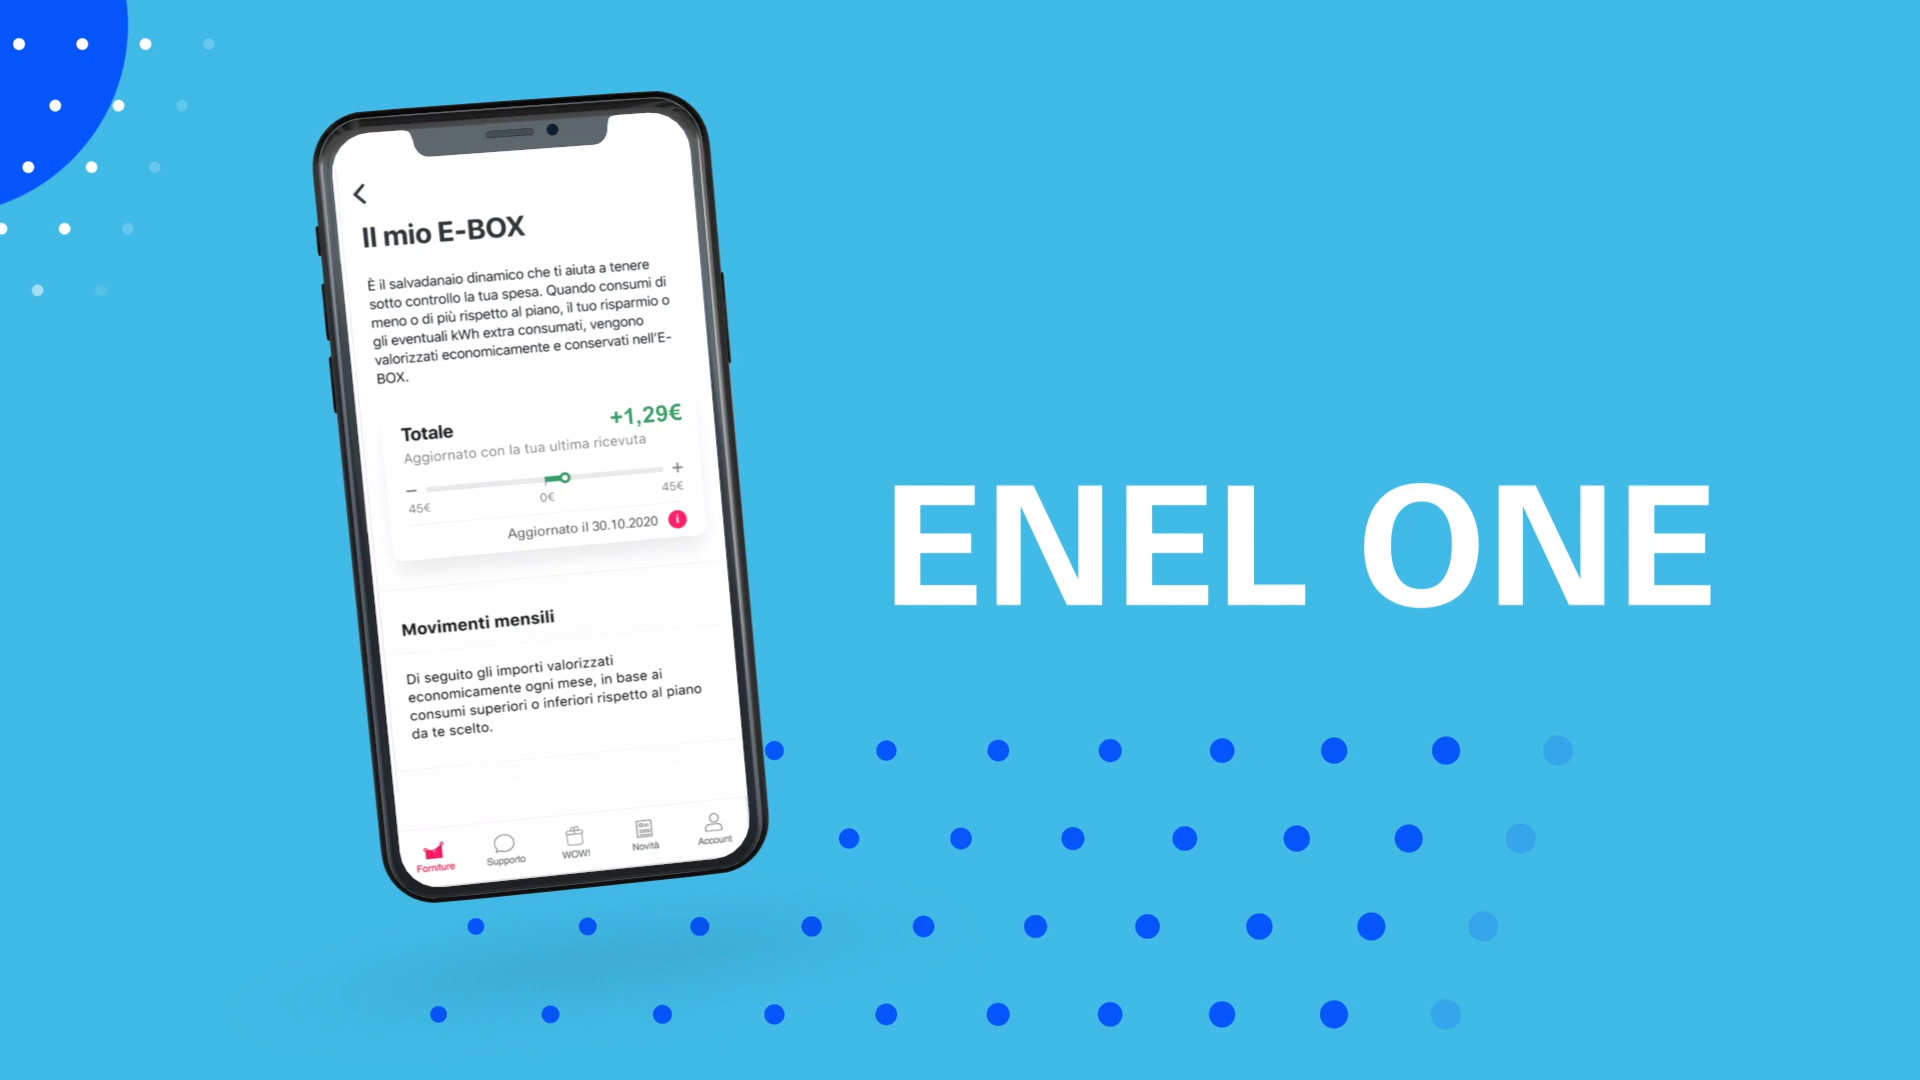 Il mio E-BOX
È il salvadanaio dinamico che ti aiuta a tenere
sotto controllo la tua spesa. Quando consumi di
meno o di più rispetto al piano, il tuo risparmio o
gli eventuali kWh extra consumati, vengono
valorizzati economicamente e conservati nell'E-
BOX.
Totale +1,29€
Aggiornato con la tua ultima ricevuta
− +
45€ 0€ 45€
Aggiornato il 30.10.2020 i
Movimenti mensili
Di seguito gli importi valorizzati
economicamente ogni mese, in base ai
consumi superiori o inferiori rispetto al piano
da te scelto.
Forniture Supporto WOW! Novità Account
ENEL ONE